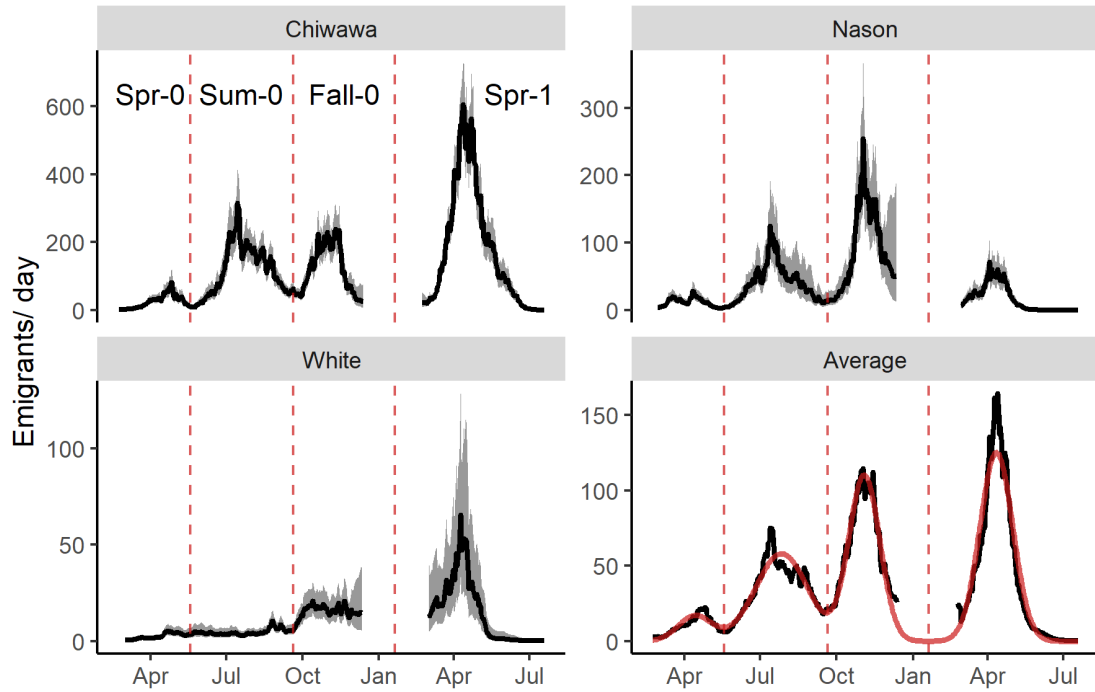 Chiwawa
Nason
Spr-0 Sum-0 Fall-0 Spr-1
600
400
200
0
300
200
100
0
Emigrants/ day
White
Average
100
50
0
150
100
50
0
Apr Jul Oct Jan Apr Jul
Apr Jul Oct Jan Apr Jul